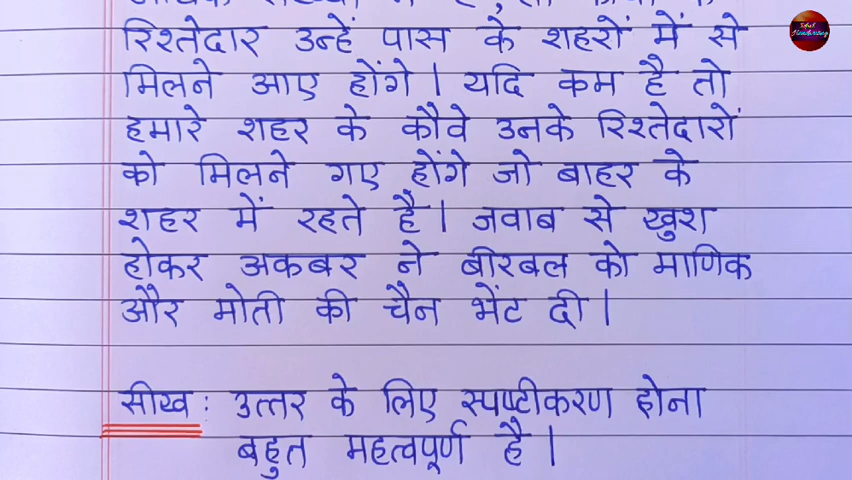 रिश्तेदार उन्हें पास के शहरों में से
मिलने आए होंगे। यदि कम है तो
हमारे शहर के कौवे उनके रिश्तेदारों
को मिलने गए होंगे जो बाहर के
शहर में रहते है। जवाब से खुश
होकर अकबर ने बीरबल को माणिक
और मोती की चैन भेंट दी।
सीख : उत्तर के लिए स्पष्टीकरण होना
बहुत महत्वपूर्ण है।